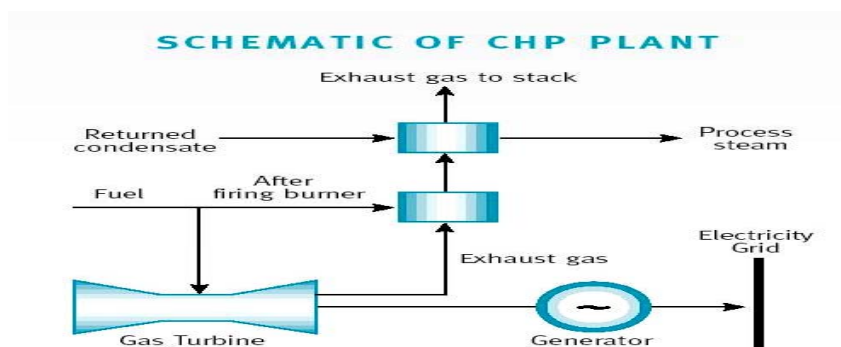 SCHEMATIC OF CHP PLANT
Exhaust gas to stack
Returned
condensate
Process
steam
After
firing burner
Fuel
Electricity
Grid
Exhaust gas
~
Gas Turbine
Generator